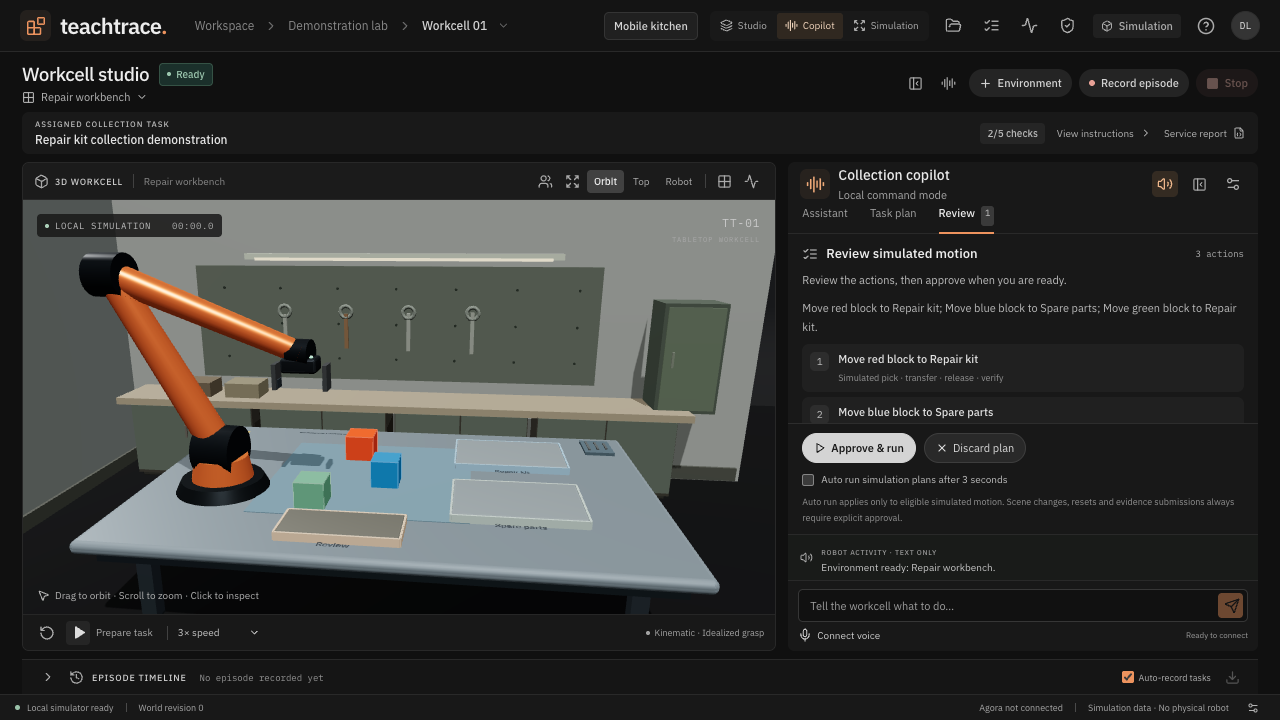 teachtrace.
Workspace
Demonstration lab
Workcell 01
Mobile kitchen
Studio
Copilot
Simulation
Simulation
DL
Workcell studio
Ready
Repair workbench
Environment
Record episode
Stop
ASSIGNED COLLECTION TASK
Repair kit collection demonstration
2/5 checks
View instructions
Service report
3D WORKCELL
Repair workbench
Orbit
Top
Robot
LOCAL SIMULATION 00:00.0
TT-01
TABLETOP WORKCELL
Repair kit
Spare parts
Review
Drag to orbit · Scroll to zoom · Click to inspect
Prepare task
3× speed
Kinematic · Idealized grasp
Collection copilot
Local command mode
Assistant
Task plan
Review 1
Review simulated motion
3 actions
Review the actions, then approve when you are ready.
Move red block to Repair kit; Move blue block to Spare parts; Move green block to Repair
kit.
1 Move red block to Repair kit
Simulated pick · transfer · release · verify
2 Move blue block to Spare parts
Approve & run
Discard plan
Auto run simulation plans after 3 seconds
Auto run applies only to eligible simulated motion. Scene changes, resets and evidence submissions always
require explicit approval.
ROBOT ACTIVITY · TEXT ONLY
Environment ready: Repair workbench.
Tell the workcell what to do...
Connect voice
Ready to connect
EPISODE TIMELINE
No episode recorded yet
Auto-record tasks
Local simulator ready
World revision 0
Agora not connected
Simulation data · No physical robot